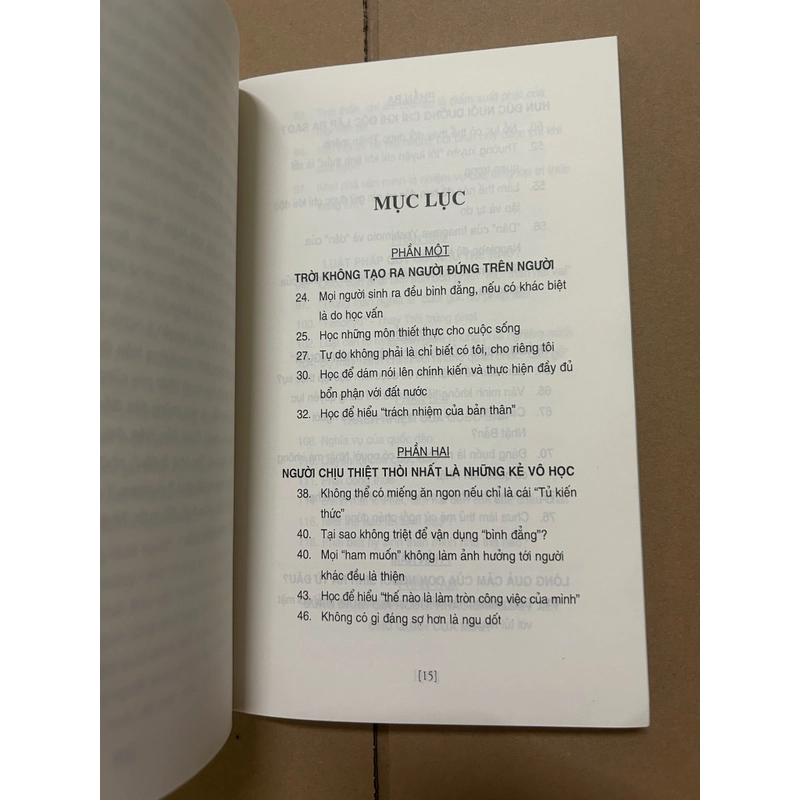 MỤC LỤC
PHẦN MỘT
TRỜI KHÔNG TẠO RA NGƯỜI ĐỨNG TRÊN NGƯỜI
24. Mọi người sinh ra đều bình đẳng, nếu có khác biệt
là do học vấn
25. Học những môn thiết thực cho cuộc sống
27. Tự do không phải là chỉ biết có tôi, cho riêng tôi
30. Học để dám nói lên chính kiến và thực hiện đầy đủ
bổn phận với đất nước
32. Học để hiểu “trách nhiệm của bản thân”
PHẦN HAI
NGƯỜI CHỊU THIỆT THÒI NHẤT LÀ NHỮNG KẺ VÔ HỌC
38. Không thể có miếng ăn ngon nếu chỉ là cái “Tủ kiến
thức”
40. Tại sao không triệt để vận dụng “bình đẳng”?
40. Mọi “ham muốn” không làm ảnh hưởng tới người
khác đều là thiện
43. Học để hiểu “thế nào là làm tròn công việc của mình”
46. Không có gì đáng sợ hơn là ngu dốt
[15]